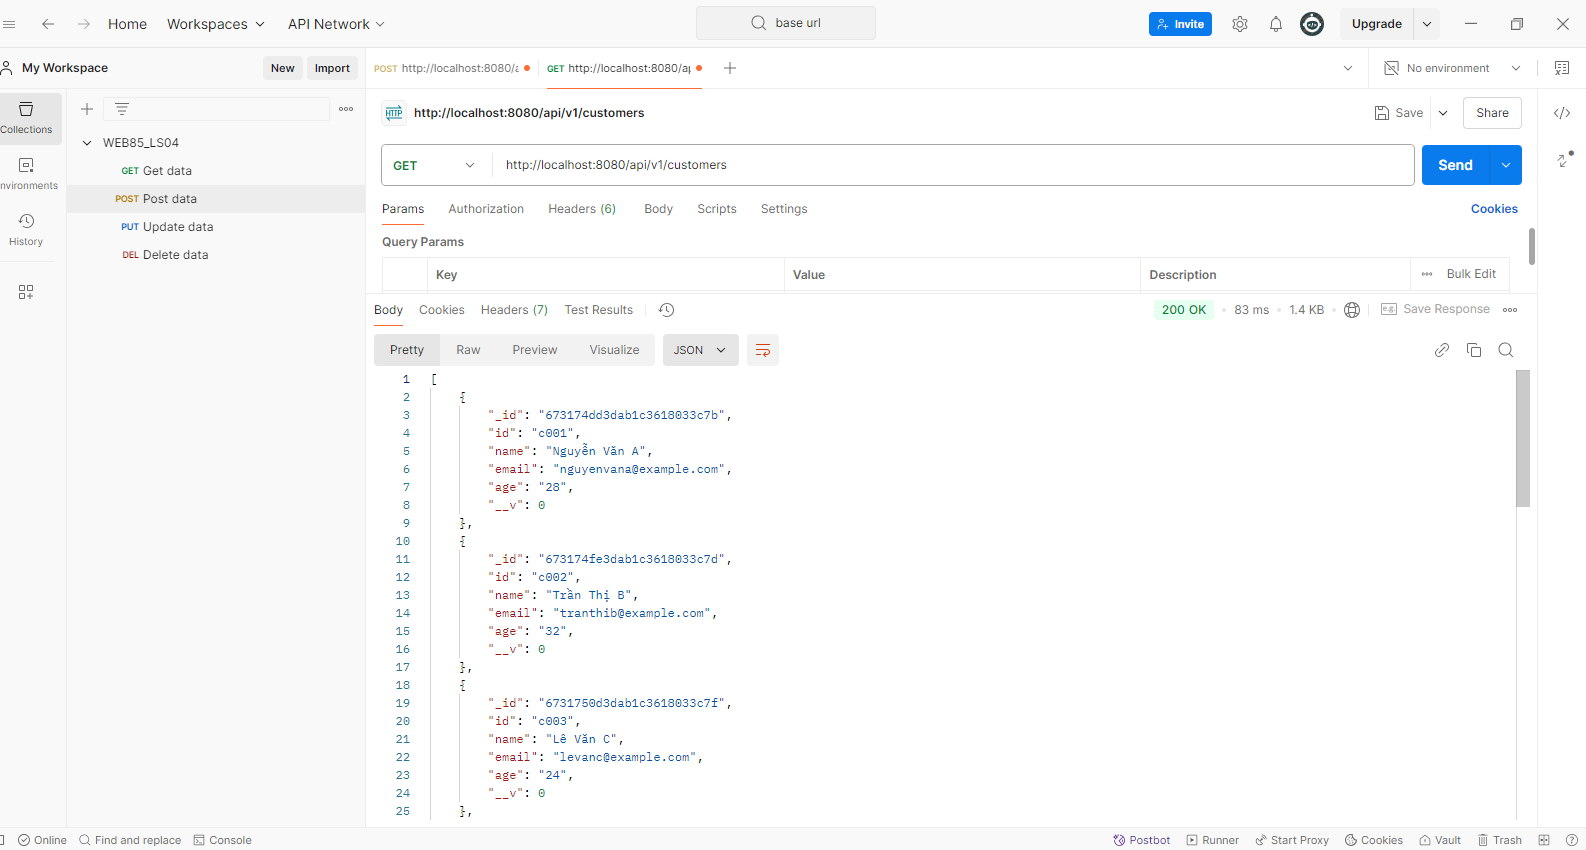 Home Workspaces API Network base url Invite Upgrade
My Workspace New Import POST http://localhost:8080/a GET http://localhost:8080/ap No environment
Collections
WEB85_LS04
GET Get data
POST Post data
PUT Update data
DEL Delete data
nvironments
History
HTTP http://localhost:8080/api/v1/customers Save Share
GET http://localhost:8080/api/v1/customers Send
Params Authorization Headers (6) Body Scripts Settings Cookies
Query Params
Key Value Description Bulk Edit
Body Cookies Headers (7) Test Results 200 OK 83 ms 1.4 KB e.g. Save Response
Pretty Raw Preview Visualize JSON
1 [
2 {
3 "_id": "673174dd3dab1c3618033c7b",
4 "id": "c001",
5 "name": "Nguyễn Văn A",
6 "email": "nguyenvana@example.com",
7 "age": "28",
8 "__v": 0
9 },
10 {
11 "_id": "673174fe3dab1c3618033c7d",
12 "id": "c002",
13 "name": "Trần Thị B",
14 "email": "tranthib@example.com",
15 "age": "32",
16 "__v": 0
17 },
18 {
19 "_id": "6731750d3dab1c3618033c7f",
20 "id": "c003",
21 "name": "Lê Văn C",
22 "email": "levanc@example.com",
23 "age": "24",
24 "__v": 0
25 },
Online Find and replace Console Postbot Runner Start Proxy Cookies Vault Trash